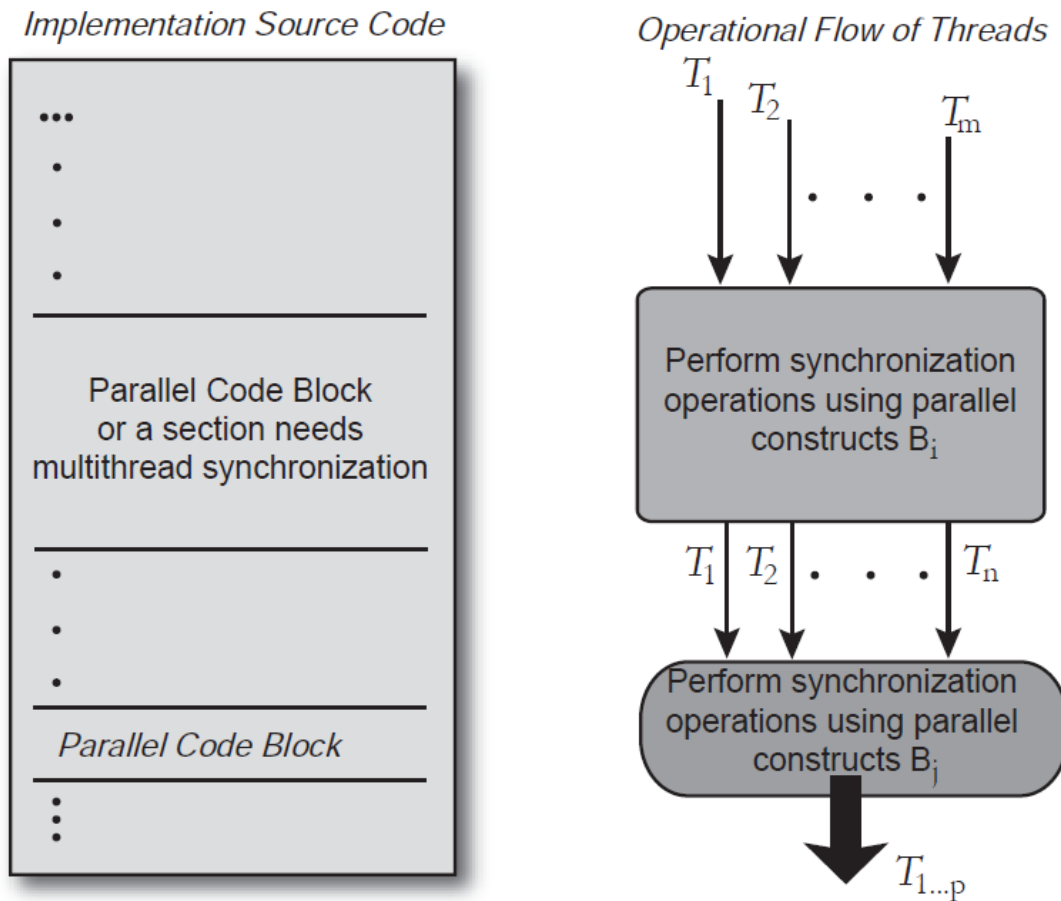 Implementation Source Code
...
.
.
.
Parallel Code Block
or a section needs
multithread synchronization
.
.
.
Parallel Code Block
.
.
.
Operational Flow of Threads
T1 T2 . . . Tm
Perform synchronization
operations using parallel
constructs Bi
T1 T2 . . . Tn
Perform synchronization
operations using parallel
constructs Bj
T1...p